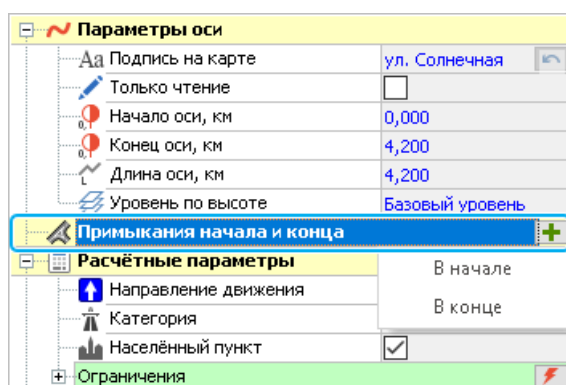 Параметры оси
Подпись на карте ул. Солнечная
Только чтение
Начало оси, км 0,000
Конец оси, км 4,200
Длина оси, км 4,200
Уровень по высоте Базовый уровень
Примыкания начала и конца
Расчётные параметры
В начале
Направление движения
В конце
Категория
Населённый пункт
Ограничения